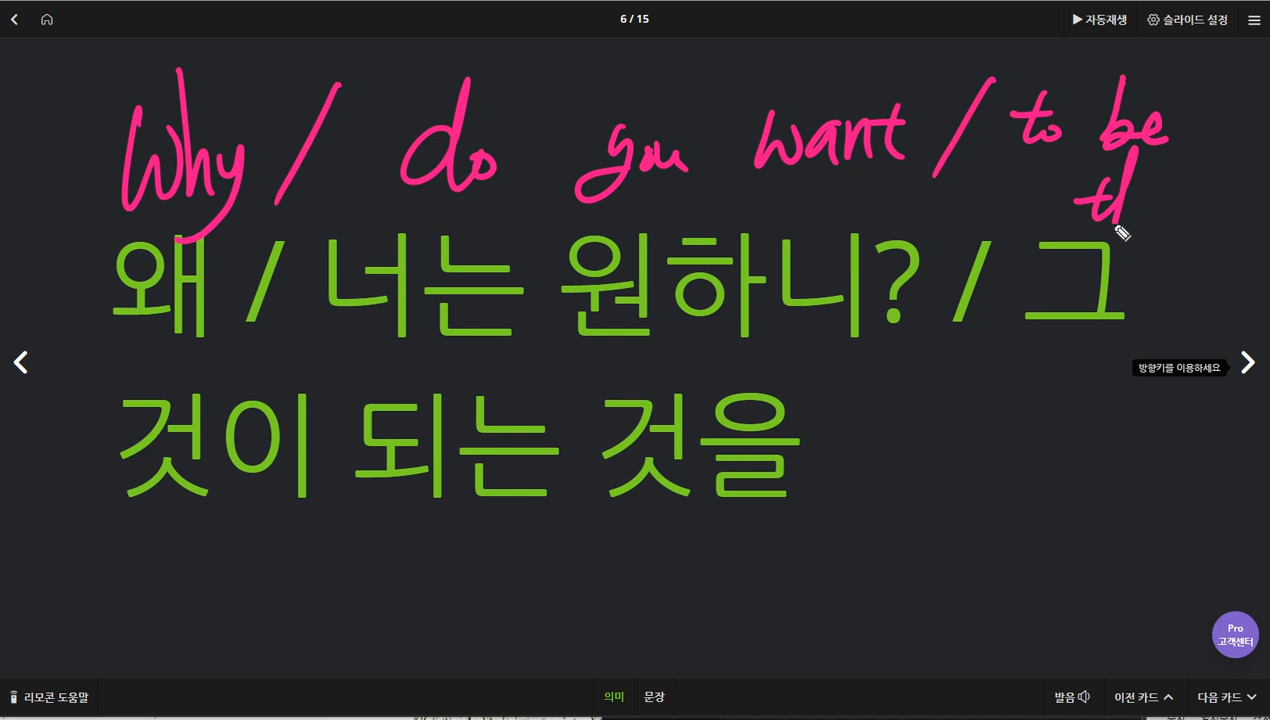 6 / 15
▶ 자동재생
슬라이드 설정
Why / do you want / to be
왜 / 너는 원하니? / 그
것이 되는 것을
방향키를 이용하세요
Pro
고객센터
리모콘 도움말
의미
문장
발음
이전 카드
다음 카드